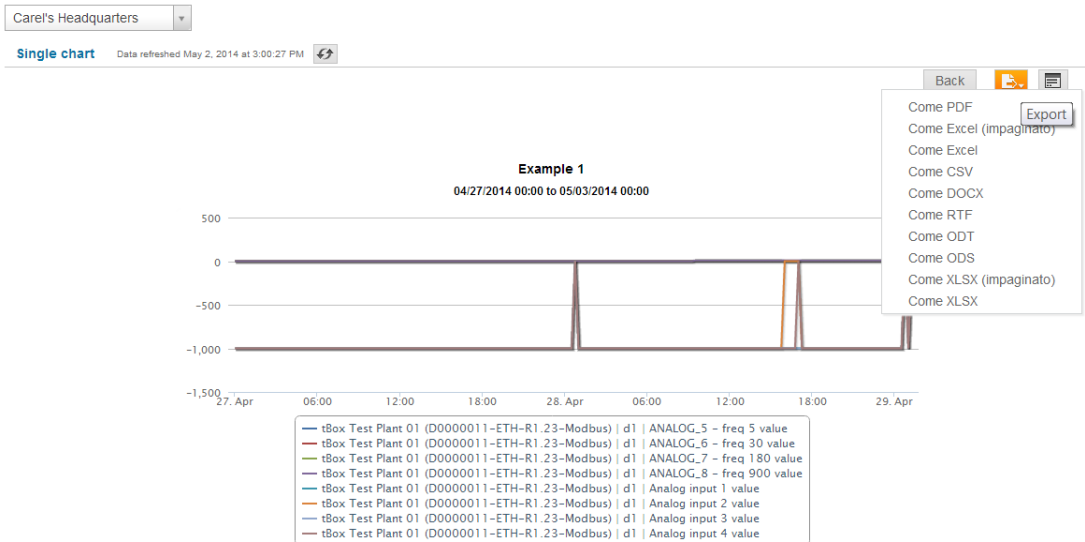 Carel's Headquarters
Single chart Data refreshed May 2, 2014 at 3:00:27 PM
Back
Export
Come PDF
Come Excel (impaginato)
Come Excel
Come CSV
Come DOCX
Come RTF
Come ODT
Come ODS
Come XLSX (impaginato)
Come XLSX
Example 1
04/27/2014 00:00 to 05/03/2014 00:00
500
0
-500
-1,000
-1,500
27. Apr 06:00 12:00 18:00 28. Apr 06:00 12:00 18:00 29. Apr
tBox Test Plant 01 (D0000011-ETH-R1.23-Modbus) | d1 | ANALOG_5 - freq 5 value
tBox Test Plant 01 (D0000011-ETH-R1.23-Modbus) | d1 | ANALOG_6 - freq 30 value
tBox Test Plant 01 (D0000011-ETH-R1.23-Modbus) | d1 | ANALOG_7 - freq 180 value
tBox Test Plant 01 (D0000011-ETH-R1.23-Modbus) | d1 | ANALOG_8 - freq 900 value
tBox Test Plant 01 (D0000011-ETH-R1.23-Modbus) | d1 | Analog input 1 value
tBox Test Plant 01 (D0000011-ETH-R1.23-Modbus) | d1 | Analog input 2 value
tBox Test Plant 01 (D0000011-ETH-R1.23-Modbus) | d1 | Analog input 3 value
tBox Test Plant 01 (D0000011-ETH-R1.23-Modbus) | d1 | Analog input 4 value